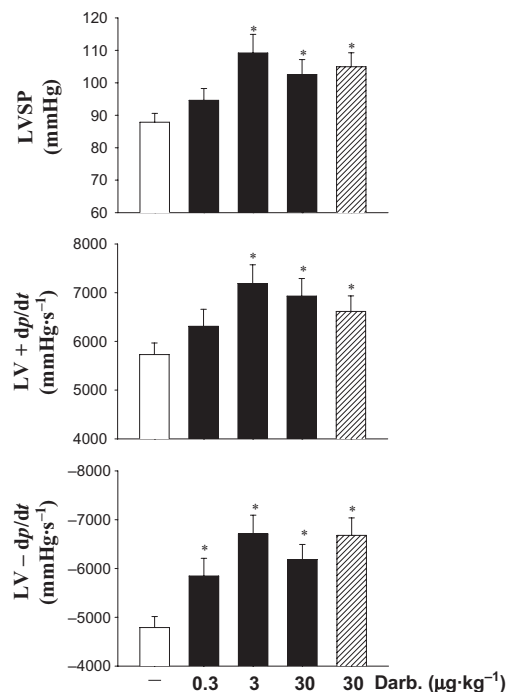 120
110
100
90
80
70
60
LVSP
(mmHg)
* * *
8000
7000
6000
5000
4000
LV + dp/dt
(mmHg·s⁻¹)
* * *
–8000
–7000
–6000
–5000
–4000
LV – dp/dt
(mmHg·s⁻¹)
* * * *
– 0.3 3 30 30 Darb. (μg·kg⁻¹)